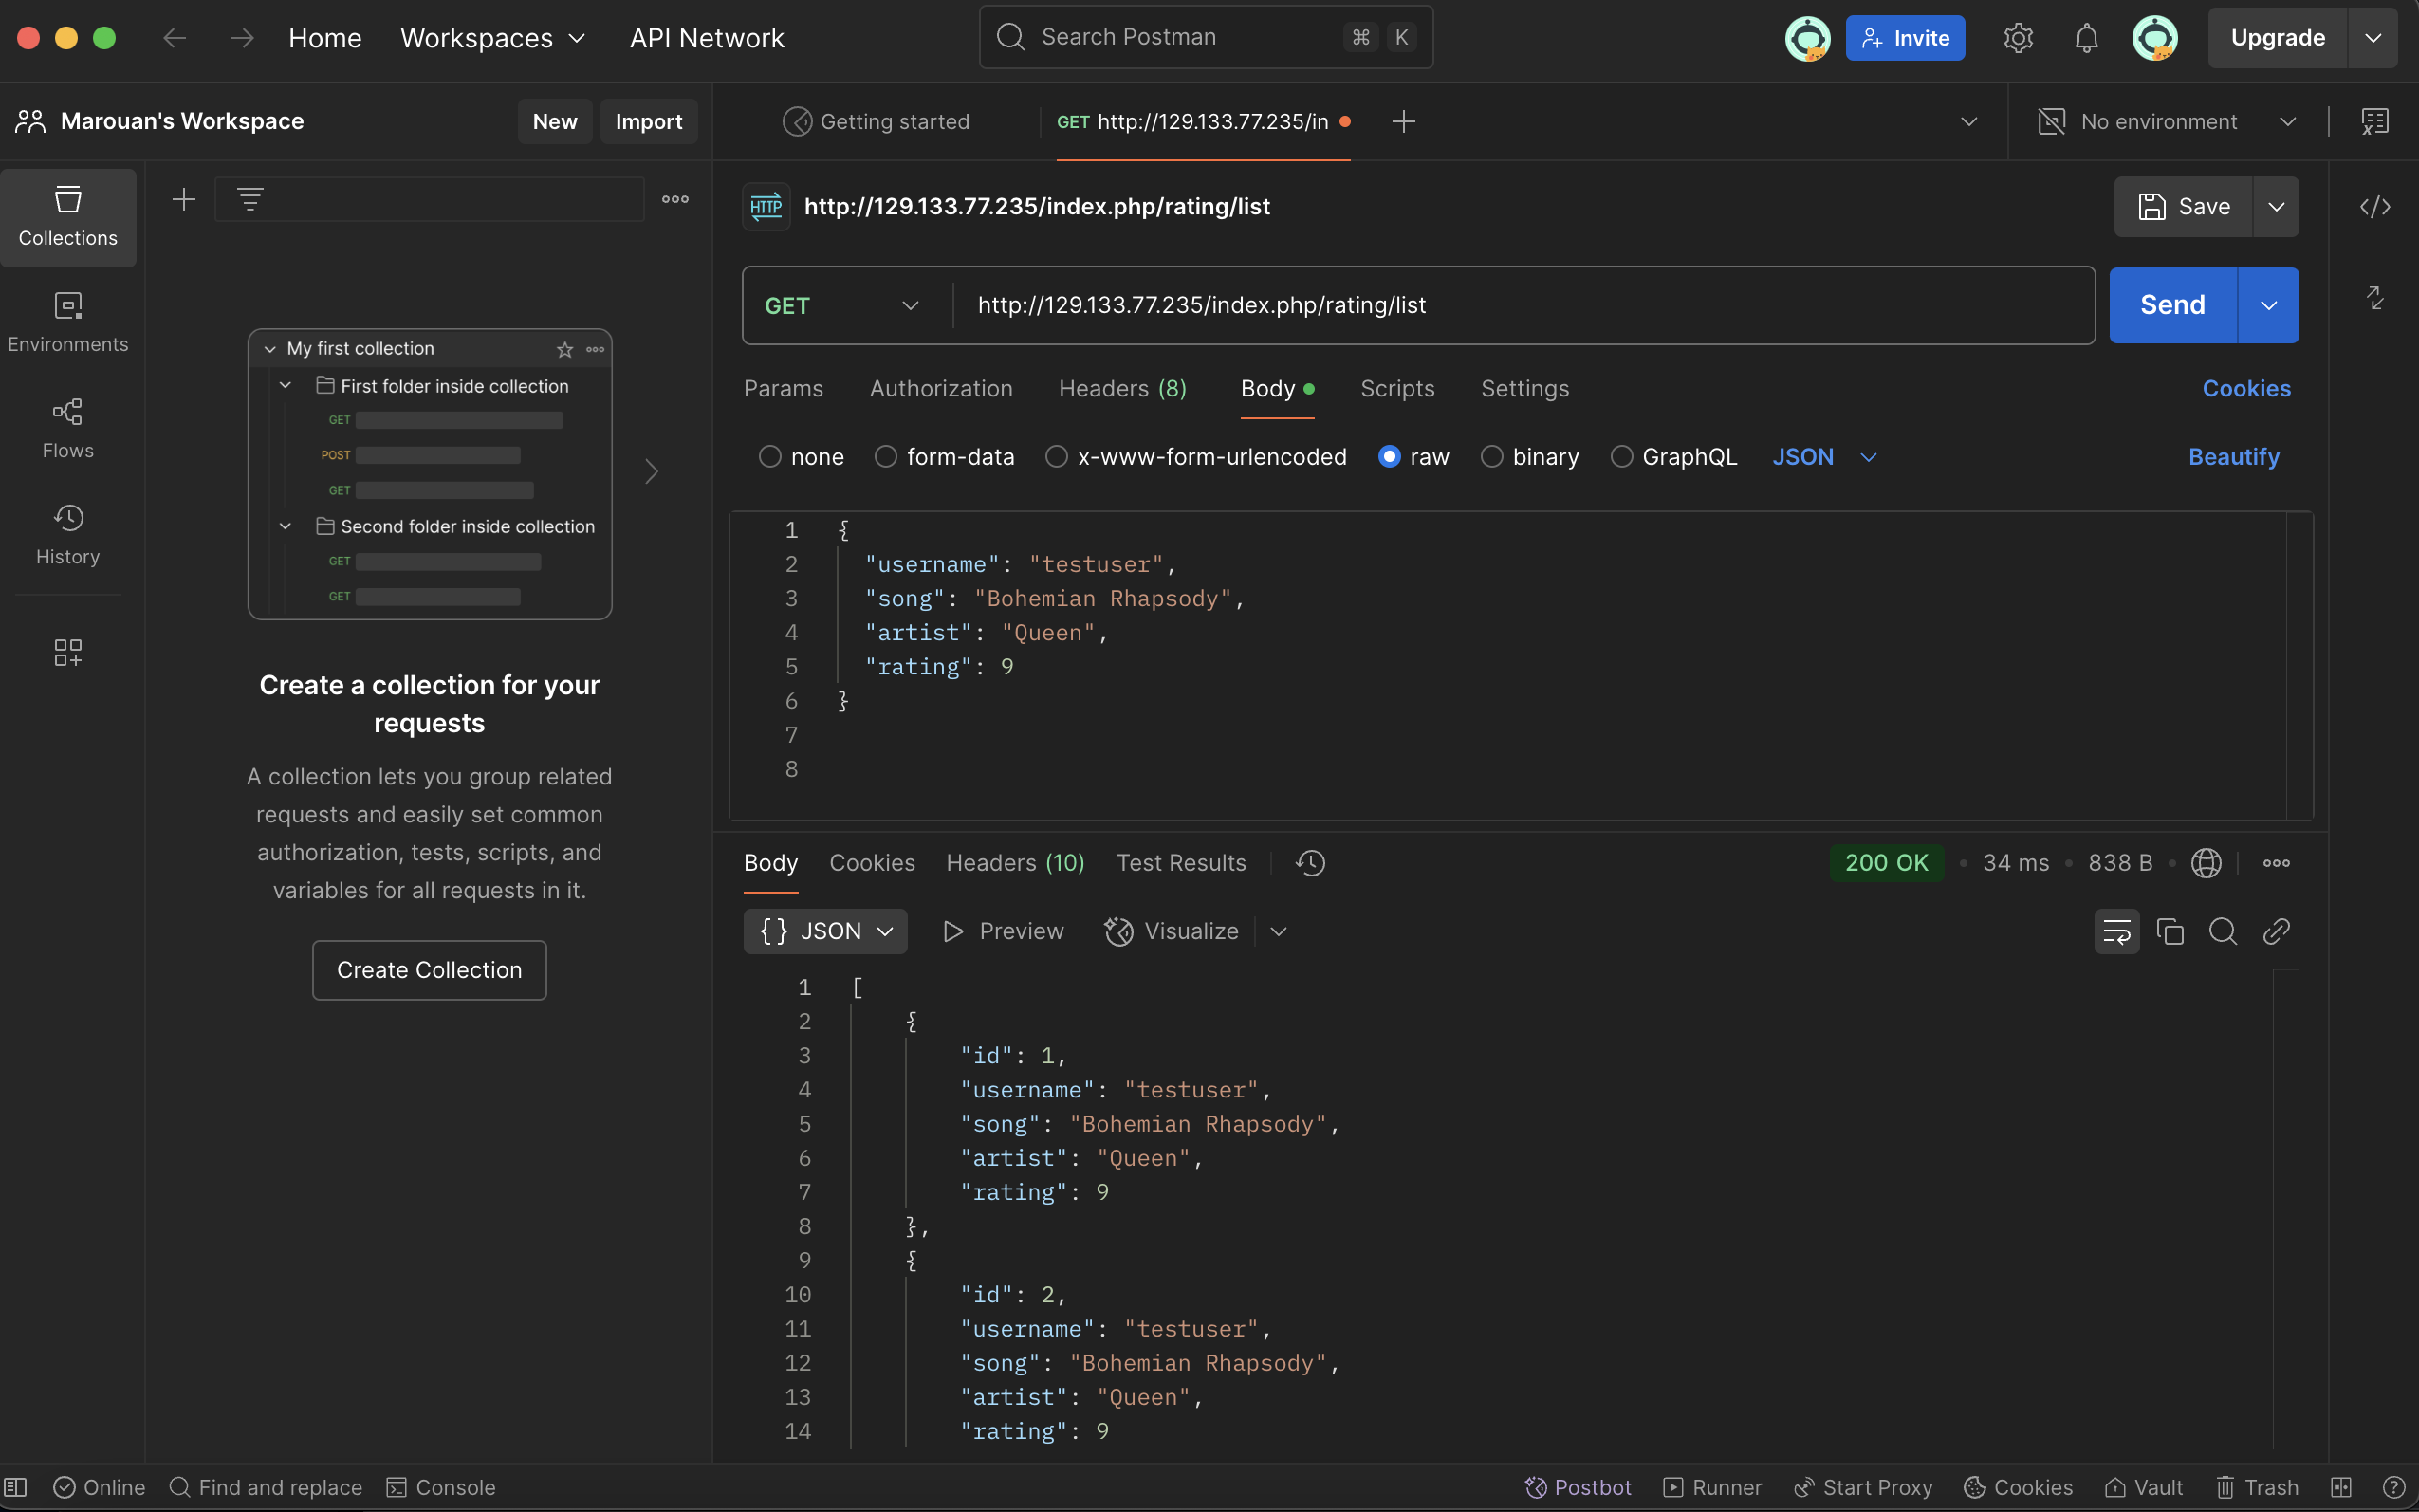 Home Workspaces API Network Search Postman ⌘ K Invite Upgrade
Marouan's Workspace New Import
Getting started GET http://129.133.77.235/in No environment
Collections
Environments
Flows
History
My first collection
First folder inside collection
GET
POST
GET
Second folder inside collection
GET
GET
Create a collection for your
requests
A collection lets you group related
requests and easily set common
authorization, tests, scripts, and
variables for all requests in it.
Create Collection
HTTP http://129.133.77.235/index.php/rating/list Save
GET http://129.133.77.235/index.php/rating/list Send
Params Authorization Headers (8) Body Scripts Settings Cookies
none form-data x-www-form-urlencoded raw binary GraphQL JSON Beautify
1 {
2 "username": "testuser",
3 "song": "Bohemian Rhapsody",
4 "artist": "Queen",
5 "rating": 9
6 }
7
8
Body Cookies Headers (10) Test Results 200 OK • 34 ms • 838 B •
{} JSON Preview Visualize
1 [
2 {
3 "id": 1,
4 "username": "testuser",
5 "song": "Bohemian Rhapsody",
6 "artist": "Queen",
7 "rating": 9
8 },
9 {
10 "id": 2,
11 "username": "testuser",
12 "song": "Bohemian Rhapsody",
13 "artist": "Queen",
14 "rating": 9
Online Find and replace Console Postbot Runner Start Proxy Cookies Vault Trash